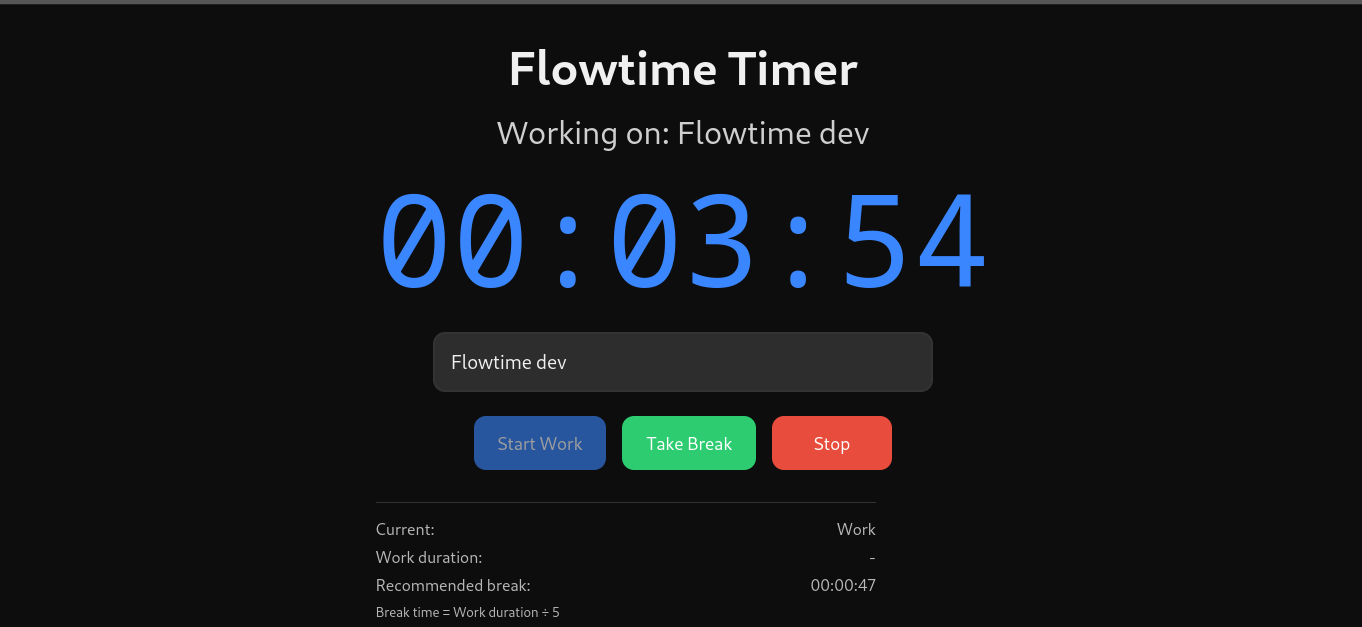 Flowtime Timer
Working on: Flowtime dev
00:03:54
Flowtime dev
Start Work Take Break Stop
Current: Work
Work duration: -
Recommended break: 00:00:47
Break time = Work duration ÷ 5